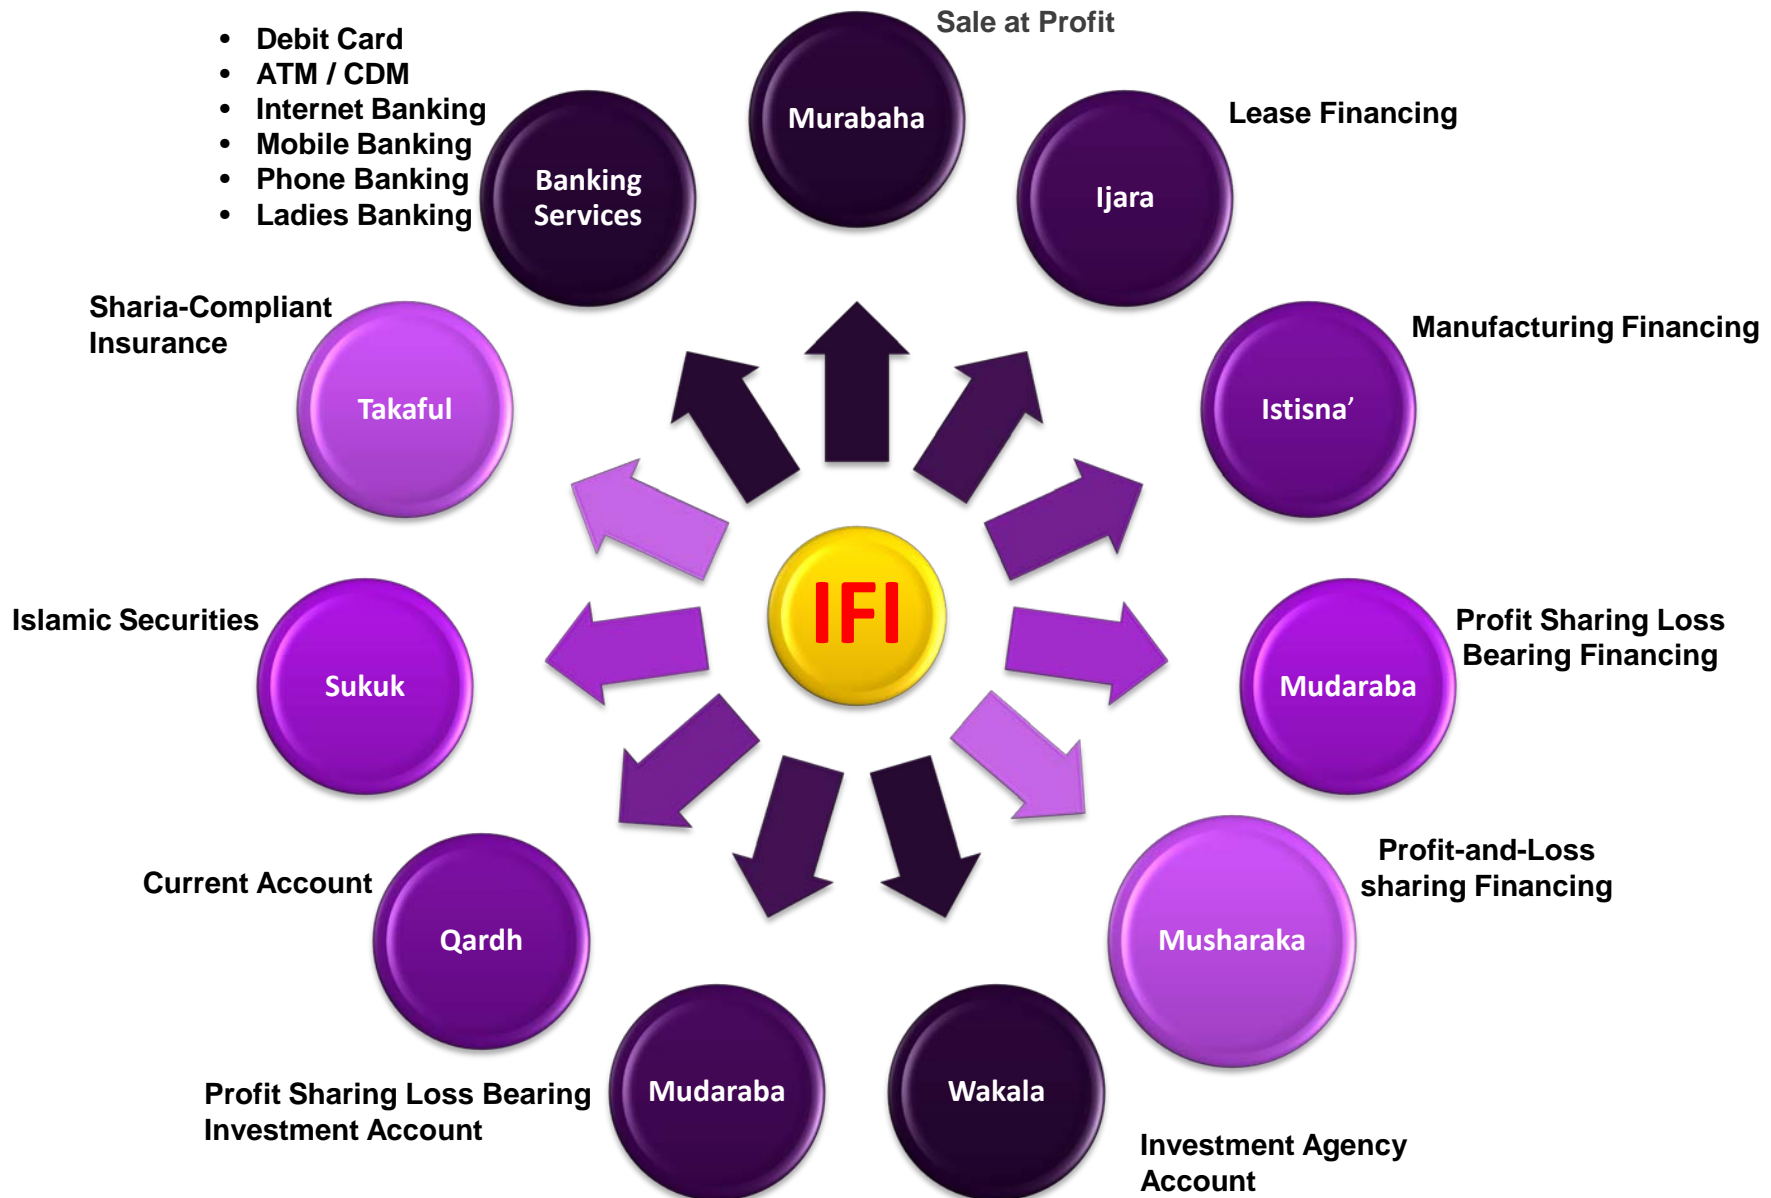 Sale at Profit
• Debit Card
• ATM / CDM
• Internet Banking
• Mobile Banking
• Phone Banking
• Ladies Banking
Banking
Services
Murabaha
Lease Financing
Ijara
Sharia-Compliant
Insurance
Takaful
Manufacturing Financing
Istisna’
IFI
Islamic Securities
Sukuk
Profit Sharing Loss
Bearing Financing
Mudaraba
Current Account
Qardh
Profit-and-Loss
sharing Financing
Musharaka
Profit Sharing Loss Bearing
Investment Account
Mudaraba
Wakala
Investment Agency
Account